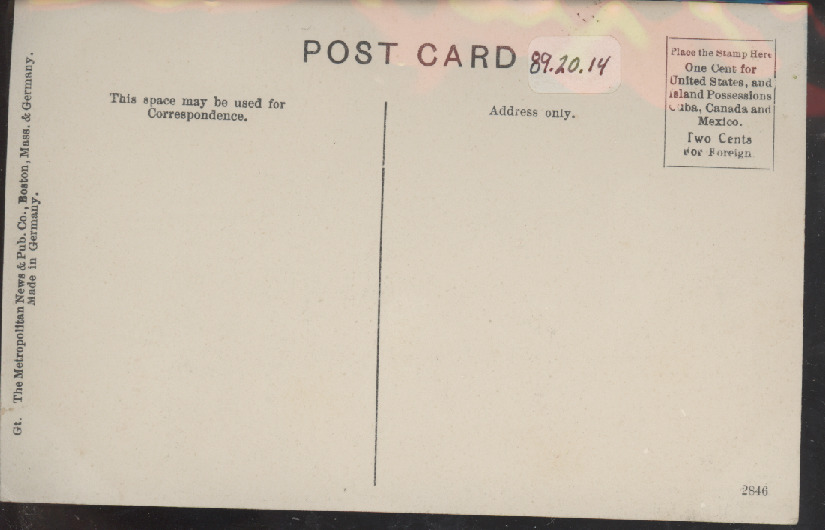 POST CARD
89.20.14
This space may be used for
Correspondence.
Address only.
Place the Stamp Here
One Cent for
United States, and
Island Possessions
Cuba, Canada and
Mexico.
Two Cents
For Foreign
Gt. The Metropolitan News & Pub. Co., Boston, Mass. & Germany.
Made in Germany.
2846